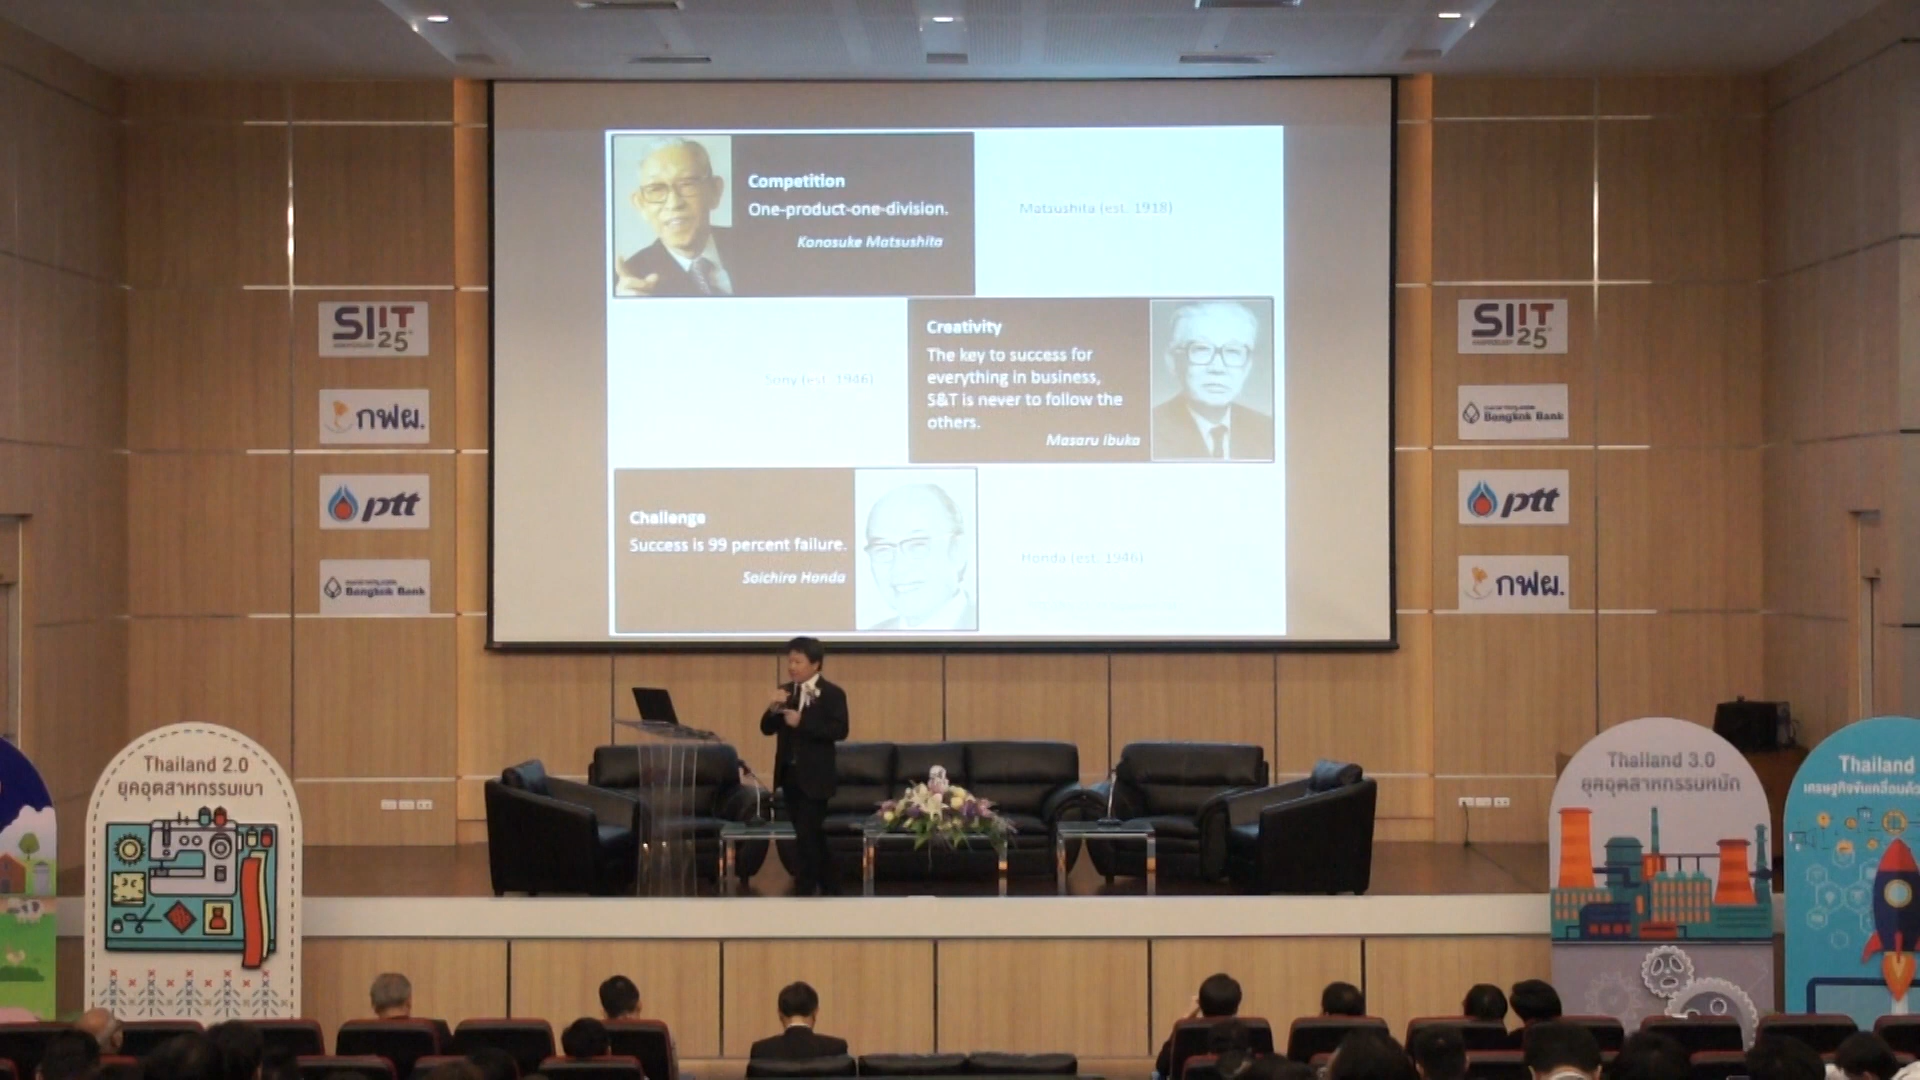 Competition
One-product-one-division.
Konosuke Matsushita
Matsushita (est. 1918)
Creativity
The key to success for
everything in business,
S&T is never to follow the
others.
Masaru Ibuka
Sony (est. 1946)
Challenge
Success is 99 percent failure.
Soichiro Honda
Honda (est. 1946)
SIIT
25
กฟผ.
ptt
Bangkok Bank
SIIT
25
Bangkok Bank
ptt
กฟผ.
Thailand 2.0
ยุคอุตสาหกรรมเบา
Thailand 3.0
ยุคอุตสาหกรรมหนัก
Thailand